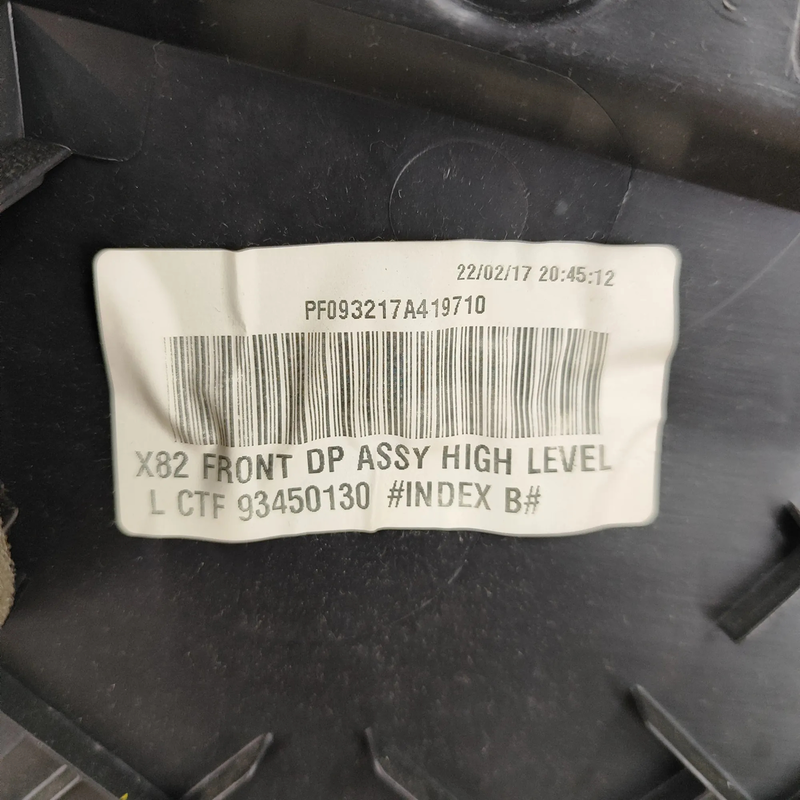 22/02/17 20:45:12
PF093217A419710
X82 FRONT DP ASSY HIGH LEVEL
L CTF 93450130 #INDEX B#